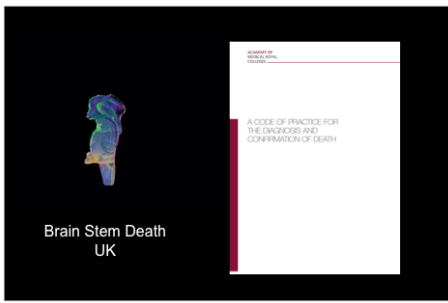 Brain Stem Death
UK
ACADEMY OF
MEDICAL ROYAL
COLLEGES
A CODE OF PRACTICE FOR
THE DIAGNOSIS AND
CONFIRMATION OF DEATH